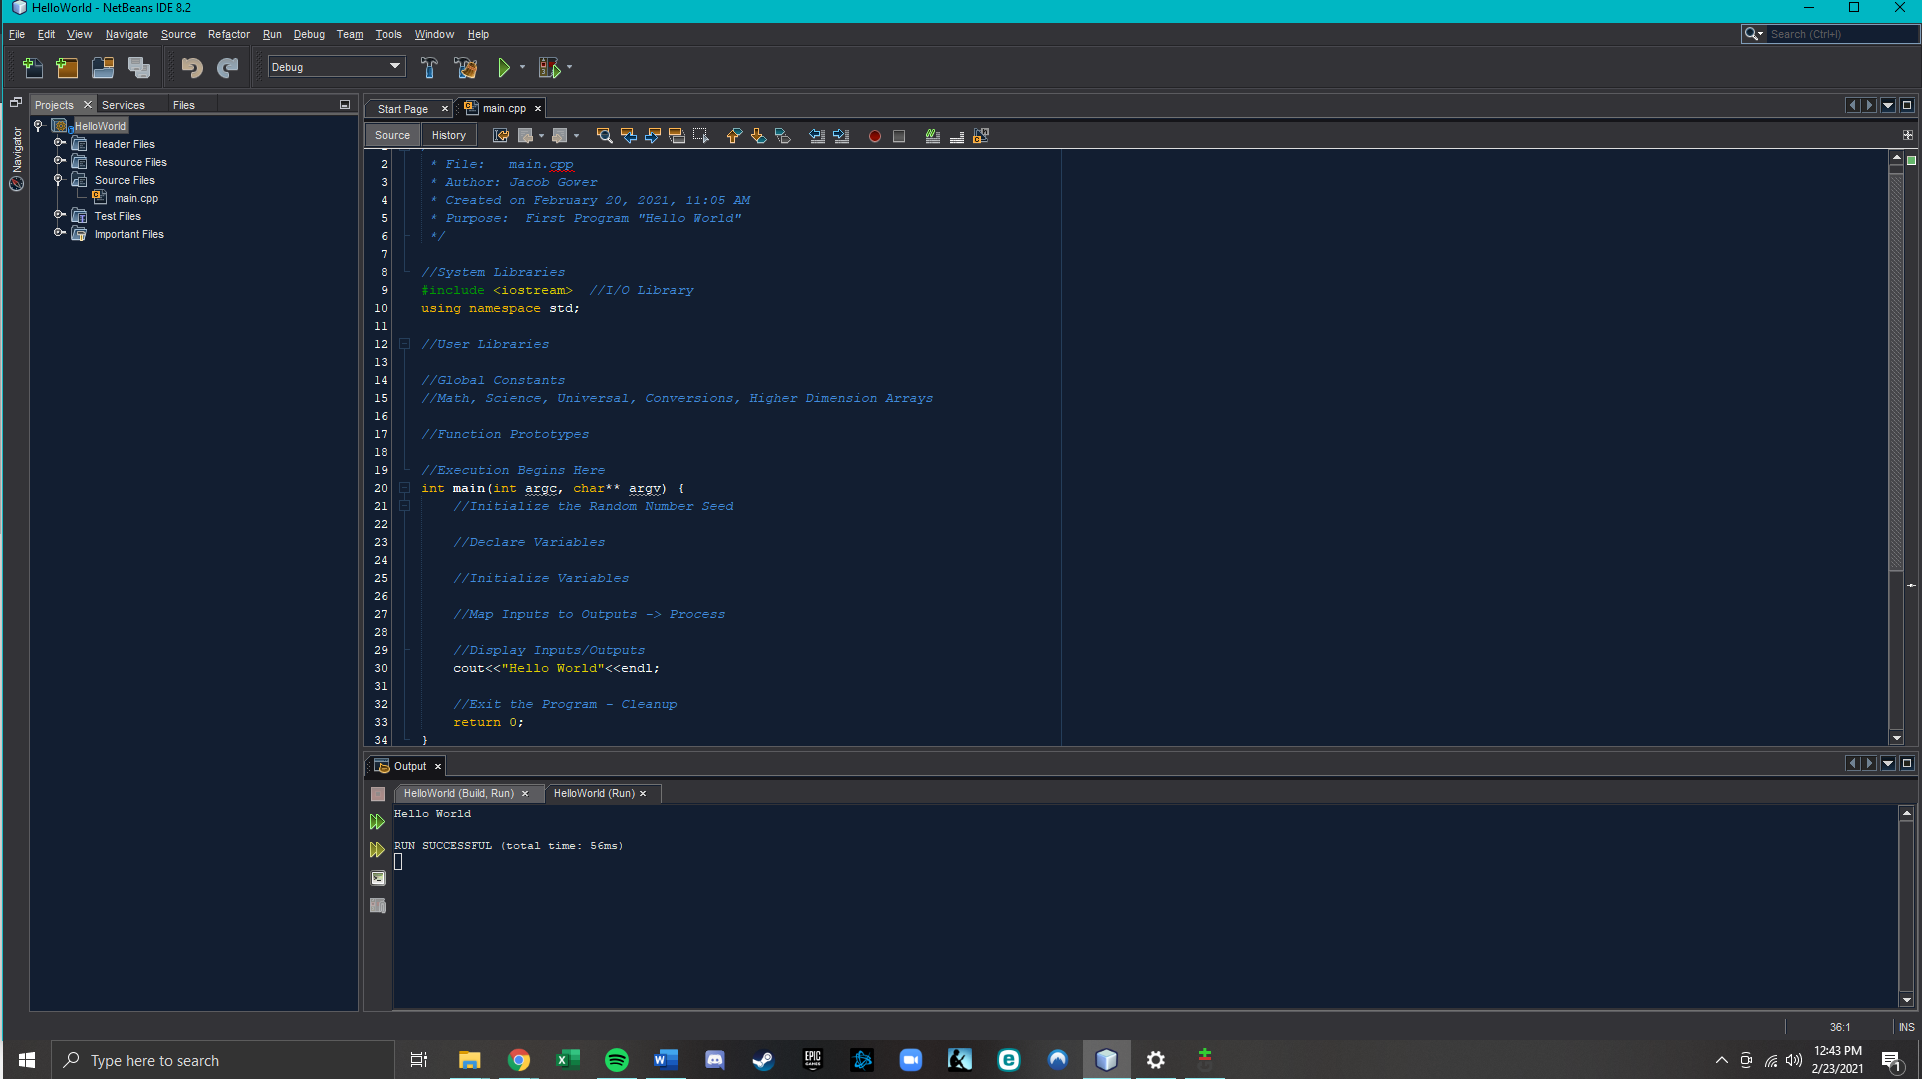 HelloWorld - NetBeans IDE 8.2
File Edit View Navigate Source Refactor Run Debug Team Tools Window Help
Search (Ctrl+I)
Debug
Projects Services Files
Navigator
HelloWorld
Header Files
Resource Files
Source Files
main.cpp
Test Files
Important Files
Start Page main.cpp
Source History
2 * File:   main.cpp
3 * Author: Jacob Gover
4 * Created on February 20, 2021, 11:05 AM
5 * Purpose:  First Program "Hello World"
6 */
7
8 //System Libraries
9 #include <iostream>  //I/O Library
10 using namespace std;
11
12 //User Libraries
13
14 //Global Constants
15 //Math, Science, Universal, Conversions, Higher Dimension Arrays
16
17 //Function Prototypes
18
19 //Execution Begins Here
20 int main(int argc, char** argv) {
21     //Initialize the Random Number Seed
22
23     //Declare Variables
24
25     //Initialize Variables
26
27     //Map Inputs to Outputs -> Process
28
29     //Display Inputs/Outputs
30     cout<<"Hello World"<<endl;
31
32     //Exit the Program - Cleanup
33     return 0;
34 }
Output
HelloWorld (Build, Run) HelloWorld (Run)
Hello World
RUN SUCCESSFUL (total time: 56ms)
36:1 INS
Type here to search
EPIC GAMES
12:43 PM
2/23/2021
1